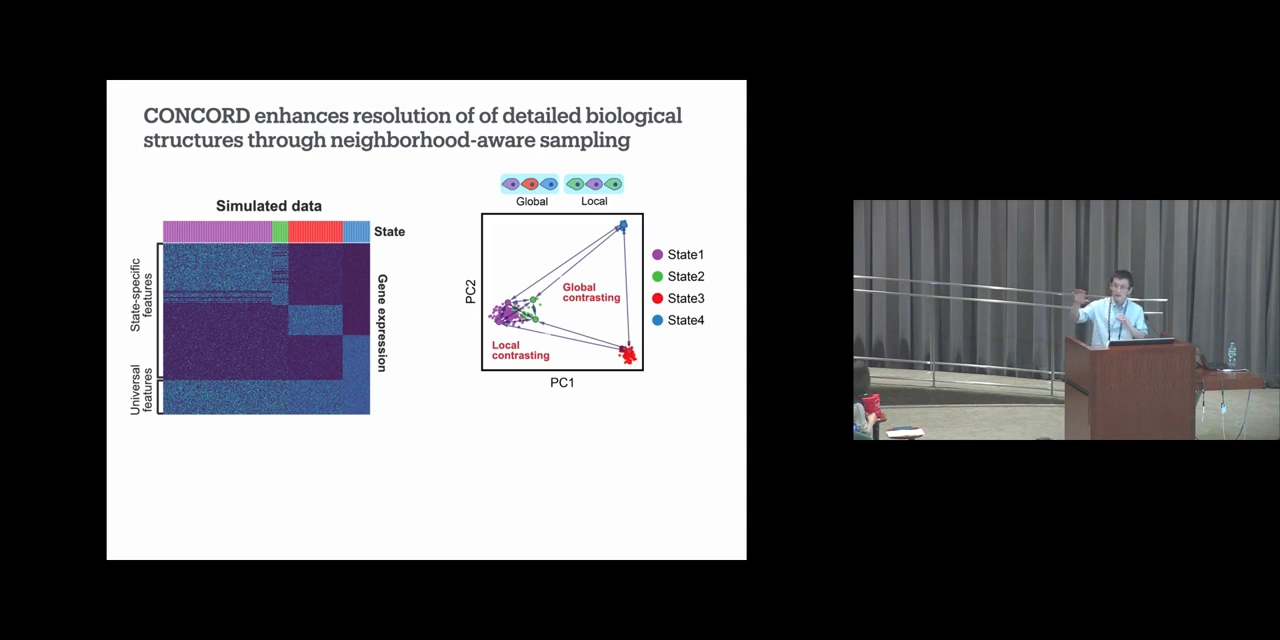 CONCORD enhances resolution of of detailed biological
structures through neighborhood-aware sampling
Simulated data
State
State-specific
features
Universal
features
Gene expression
Global
Local
PC2
Global
contrasting
Local
contrasting
PC1
State1
State2
State3
State4